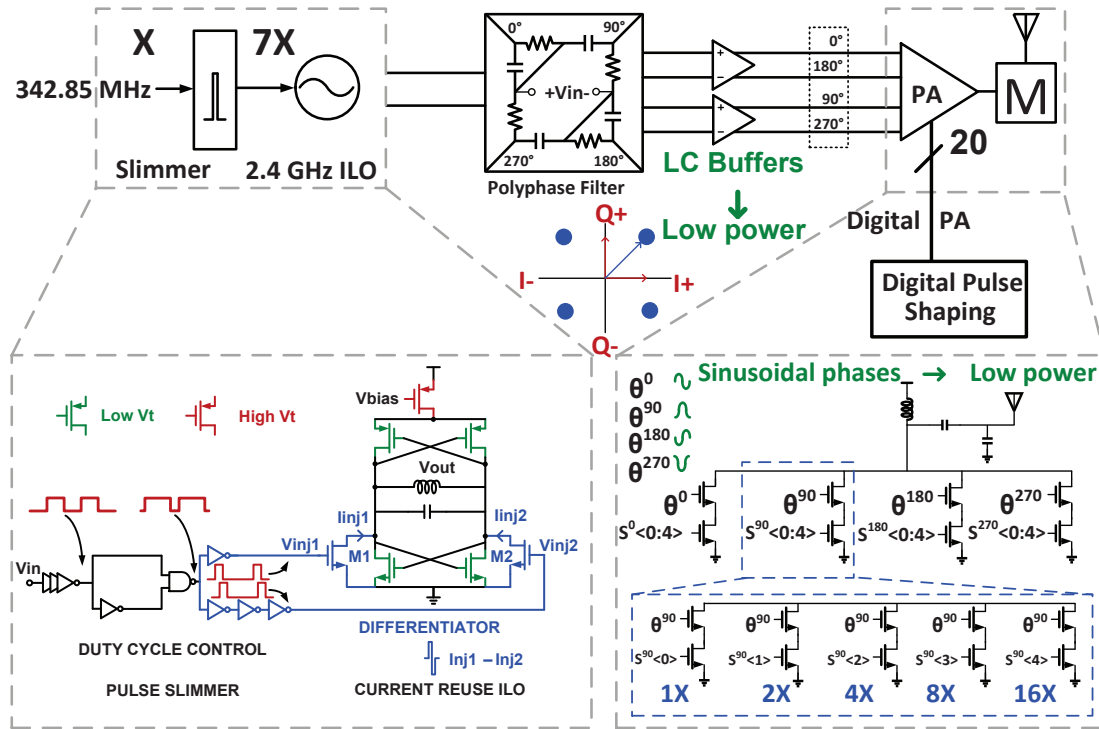 X
7X
342.85 MHz
Slimmer
2.4 GHz ILO
0°
90°
+Vin-
270°
180°
Polyphase Filter
+
−
+
−
0°
180°
90°
270°
LC Buffers
Low power
PA
M
20
Digital PA
Digital Pulse
Shaping
Q+
I-
I+
Q-
Low Vt
High Vt
Vbias
Vout
Iinj1
Iinj2
Vinj1
M1
M2
Vinj2
Vin
DUTY CYCLE CONTROL
PULSE SLIMMER
DIFFERENTIATOR
Inj1 – Inj2
CURRENT REUSE ILO
Sinusoidal phases → Low power
θ⁰
θ⁹⁰
θ¹⁸⁰
θ²⁷⁰
θ⁰
θ⁹⁰
θ¹⁸⁰
θ²⁷⁰
S⁰<0:4>
S⁹⁰<0:4>
S¹⁸⁰<0:4>
S²⁷⁰<0:4>
θ⁹⁰
θ⁹⁰
θ⁹⁰
θ⁹⁰
θ⁹⁰
S⁹⁰<0>
S⁹⁰<1>
S⁹⁰<2>
S⁹⁰<3>
S⁹⁰<4>
1X
2X
4X
8X
16X